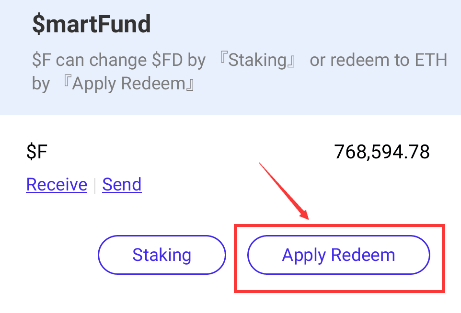 $martFund
$F can change $FD by 『Staking』 or redeem to ETH
by 『Apply Redeem』
$F 768,594.78
Receive | Send
Staking Apply Redeem